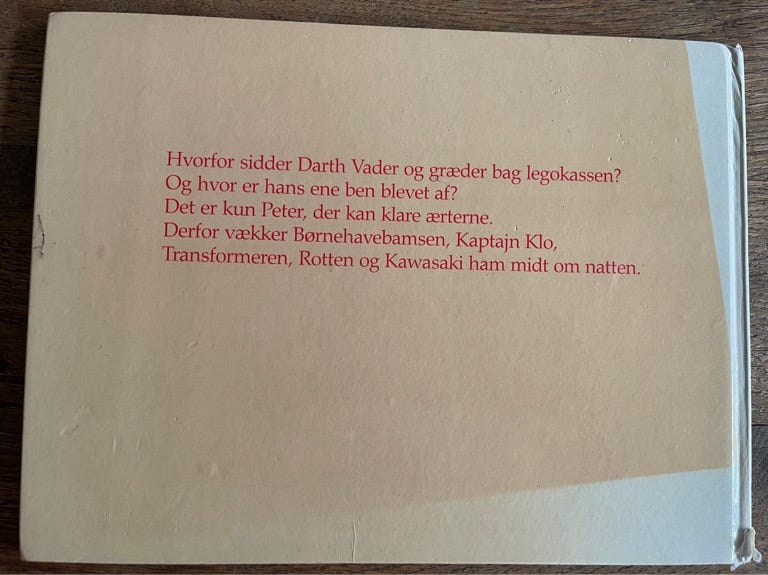 Hvorfor sidder Darth Vader og græder bag legokassen?
Og hvor er hans ene ben blevet af?
Det er kun Peter, der kan klare ærterne.
Derfor vækker Børnehavebamsen, Kaptajn Klo,
Transformeren, Rotten og Kawasaki ham midt om natten.